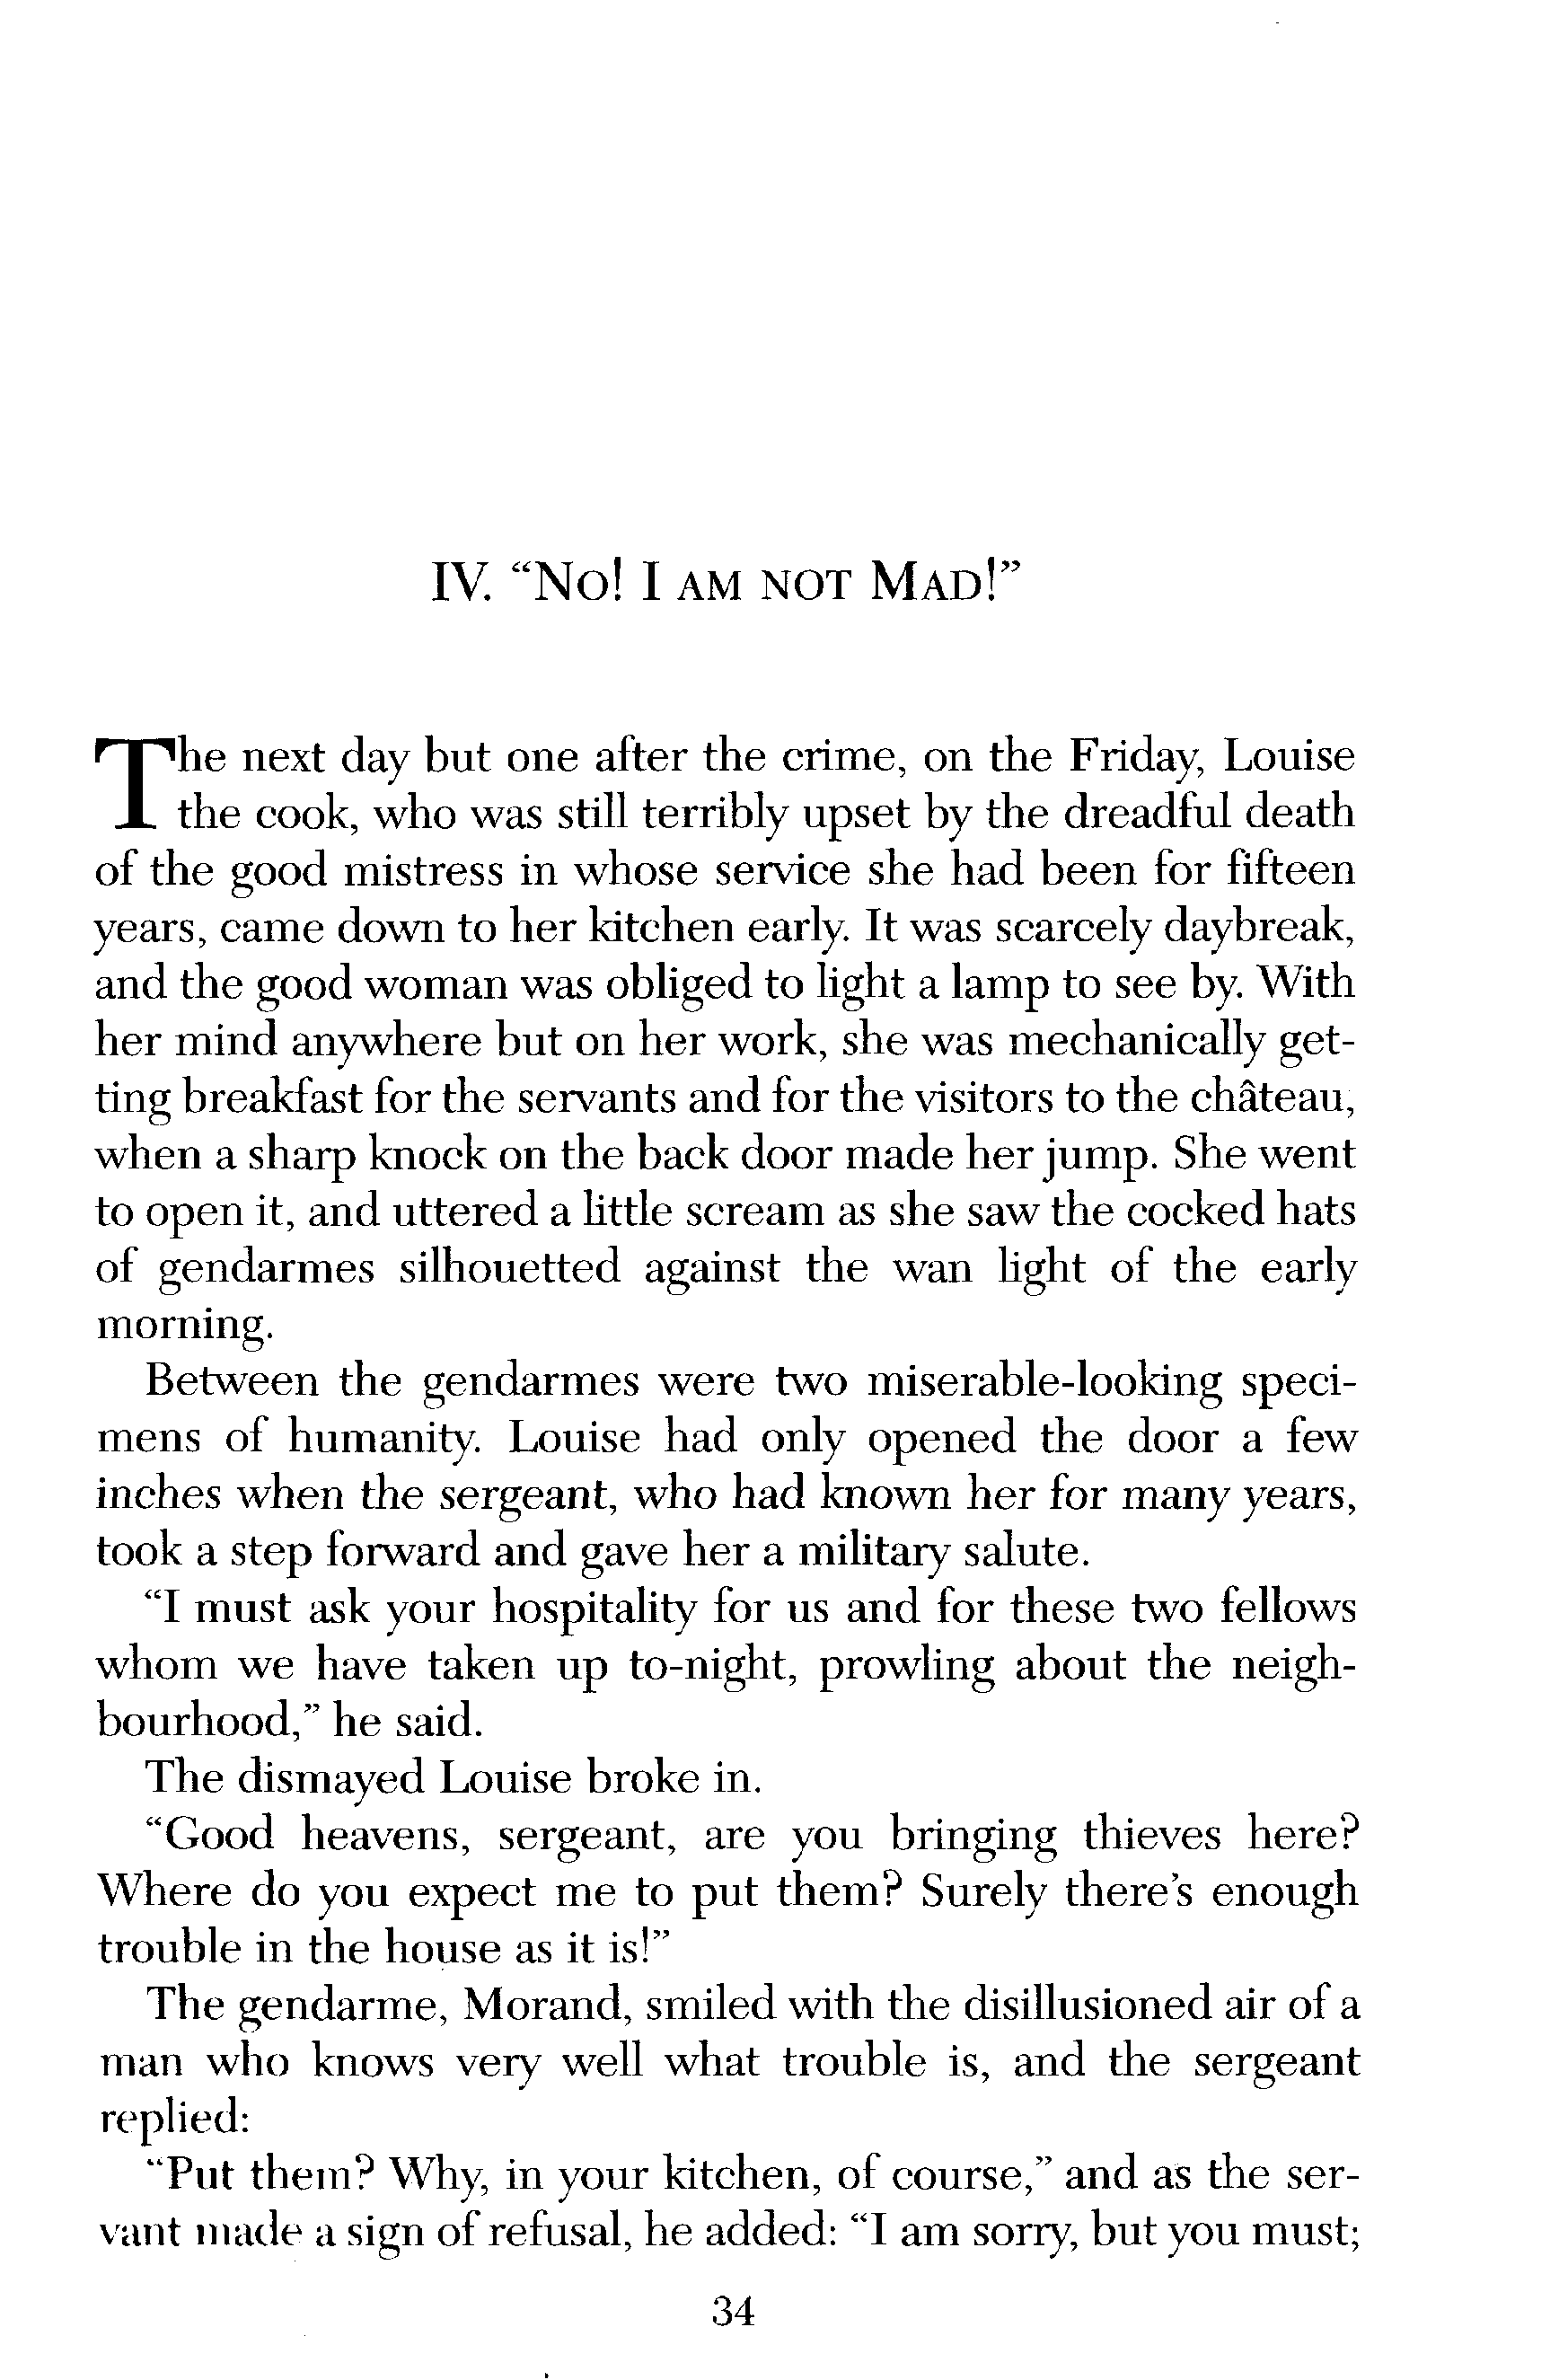 IV. “No! I am not Mad!”
The next day but one after the crime, on the Friday, Louise
the cook, who was still terribly upset by the dreadful death
of the good mistress in whose service she had been for fifteen
years, came down to her kitchen early. It was scarcely daybreak,
and the good woman was obliged to light a lamp to see by. With
her mind anywhere but on her work, she was mechanically get-
ting breakfast for the servants and for the visitors to the château,
when a sharp knock on the back door made her jump. She went
to open it, and uttered a little scream as she saw the cocked hats
of gendarmes silhouetted against the wan light of the early
morning.
Between the gendarmes were two miserable-looking speci-
mens of humanity. Louise had only opened the door a few
inches when the sergeant, who had known her for many years,
took a step forward and gave her a military salute.
“I must ask your hospitality for us and for these two fellows
whom we have taken up to-night, prowling about the neigh-
bourhood,” he said.
The dismayed Louise broke in.
“Good heavens, sergeant, are you bringing thieves here?
Where do you expect me to put them? Surely there’s enough
trouble in the house as it is!”
The gendarme, Morand, smiled with the disillusioned air of a
man who knows very well what trouble is, and the sergeant
replied:
“Put them? Why, in your kitchen, of course,” and as the ser-
vant made a sign of refusal, he added: “I am sorry, but you must;
34